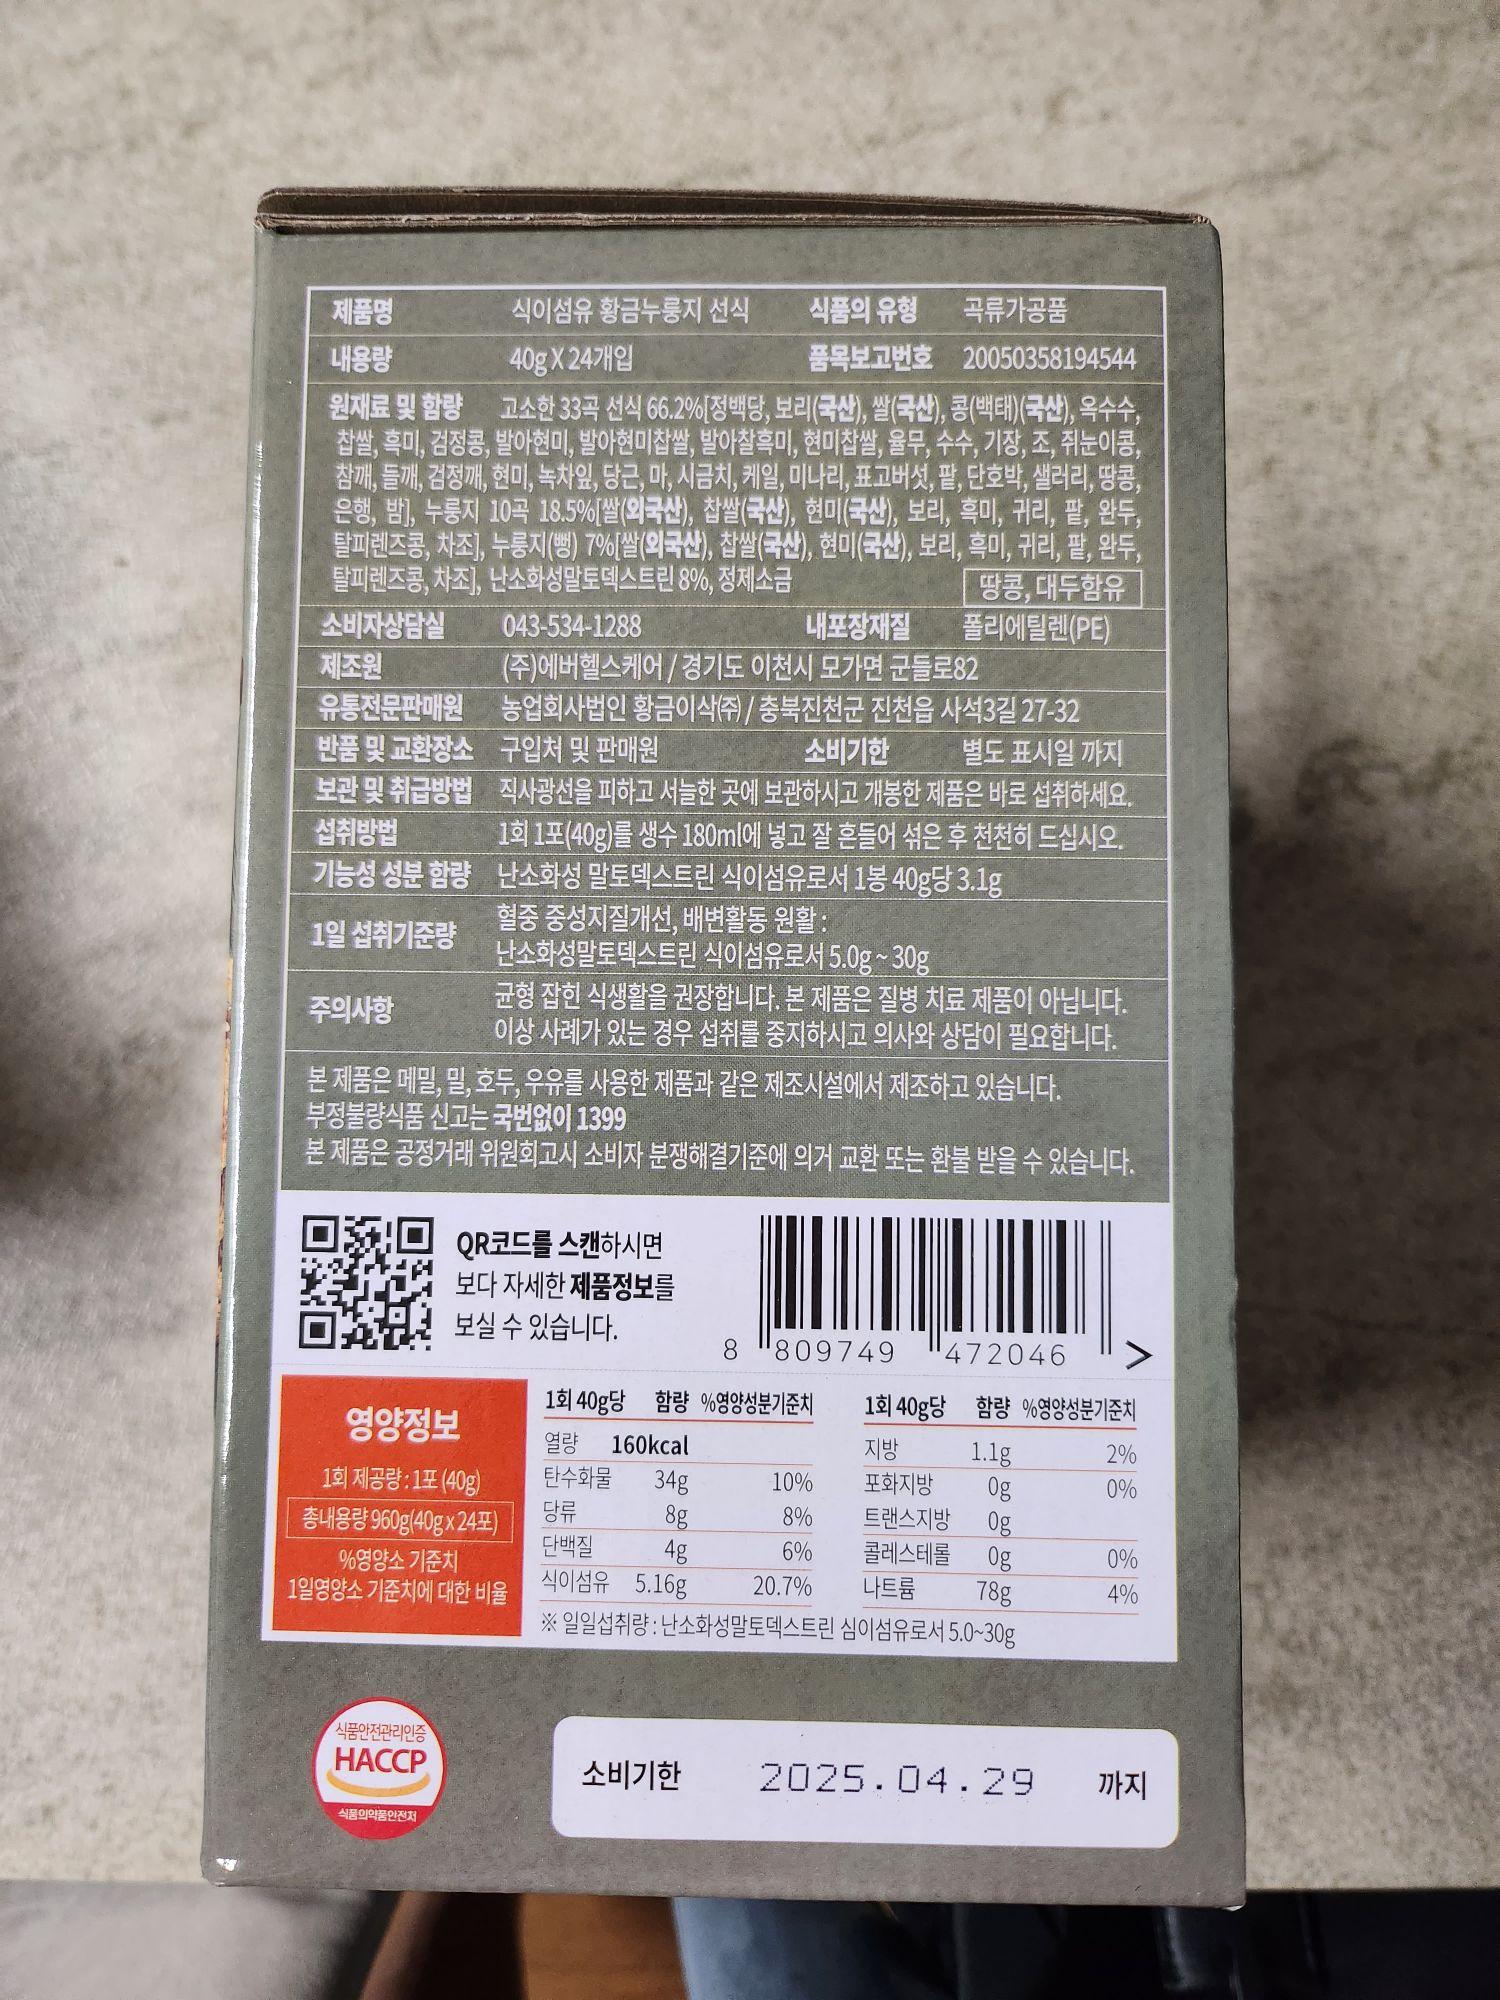 제품명 식이섬유 황금누룽지 선식 식품의 유형 곡류가공품
내용량 40g X 24개입 품목보고번호 20050358194544
원재료 및 함량 고소한 33곡 선식 66.2%[정백당, 보리(국산), 쌀(국산), 콩(백태)(국산), 옥수수,
찹쌀, 흑미, 검정콩, 발아현미, 발아현미찹쌀, 발아찰흑미, 현미찹쌀, 율무, 수수, 기장, 조, 쥐눈이콩,
참깨, 들깨, 검정깨, 현미, 녹차잎, 당근, 마, 시금치, 케일, 미나리, 표고버섯, 팥, 단호박, 샐러리, 땅콩,
은행, 밤], 누룽지 10곡 18.5%[쌀(외국산), 찹쌀(국산), 현미(국산), 보리, 흑미, 귀리, 팥, 완두,
탈피렌즈콩, 차조], 누룽지(뻥) 7%[쌀(외국산), 찹쌀(국산), 현미(국산), 보리, 흑미, 귀리, 팥, 완두,
탈피렌즈콩, 차조], 난소화성말토덱스트린 8%, 정제소금 땅콩, 대두함유
소비자상담실 043-534-1288 내포장재질 폴리에틸렌(PE)
제조원 (주)에버헬스케어 / 경기도 이천시 모가면 군들로82
유통전문판매원 농업회사법인 황금이삭(주) / 충북진천군 진천읍 사석3길 27-32
반품 및 교환장소 구입처 및 판매원 소비기한 별도 표시일 까지
보관 및 취급방법 직사광선을 피하고 서늘한 곳에 보관하시고 개봉한 제품은 바로 섭취하세요.
섭취방법 1회 1포(40g)를 생수 180ml에 넣고 잘 흔들어 섞은 후 천천히 드십시오.
기능성 성분 함량 난소화성 말토덱스트린 식이섬유로서 1봉 40g당 3.1g
1일 섭취기준량 혈중 중성지질개선, 배변활동 원활 :
난소화성말토덱스트린 식이섬유로서 5.0g ~ 30g
주의사항 균형 잡힌 식생활을 권장합니다. 본 제품은 질병 치료 제품이 아닙니다.
이상 사례가 있는 경우 섭취를 중지하시고 의사와 상담이 필요합니다.
본 제품은 메밀, 밀, 호두, 우유를 사용한 제품과 같은 제조시설에서 제조하고 있습니다.
부정불량식품 신고는 국번없이 1399
본 제품은 공정거래 위원회고시 소비자 분쟁해결기준에 의거 교환 또는 환불 받을 수 있습니다.
QR코드를 스캔하시면
보다 자세한 제품정보를
보실 수 있습니다.
8 809749 472046 >
영양정보
1회 제공량 : 1포 (40g)
총내용량 960g(40g x 24포)
%영양소 기준치
1일영양소 기준치에 대한 비율
1회 40g당 함량 %영양성분기준치
열량 160kcal
탄수화물 34g 10%
당류 8g 8%
단백질 4g 6%
식이섬유 5.16g 20.7%
1회 40g당 함량 %영양성분기준치
지방 1.1g 2%
포화지방 0g 0%
트랜스지방 0g
콜레스테롤 0g 0%
나트륨 78g 4%
※ 일일섭취량 : 난소화성말토덱스트린 심이섬유로서 5.0~30g
식품안전관리인증
HACCP
식품의약품안전처
소비기한 2025.04.29 까지